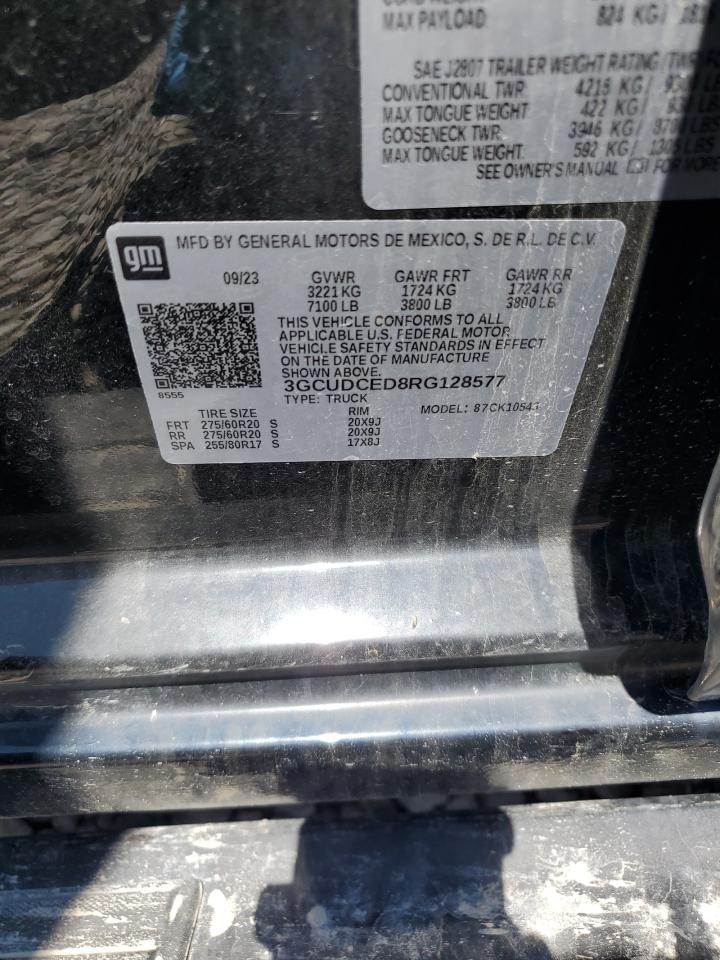 MAX PAYLOAD 824 KG/
SAE J2807 TRAILER WEIGHT RATING (TWR
CONVENTIONAL TWR 4218 KG/
MAX TONGUE WEIGHT 422 KG/
GOOSENECK TWR 3946 KG/
MAX TONGUE WEIGHT. 592 KG/ LBS
SEE OWNER'S MANUAL FOR MORE
gm MFD BY GENERAL MOTORS DE MEXICO, S. DE R.L. DE C.V.
09/23 GVWR GAWR FRT GAWR RR
3221 KG 1724 KG 1724 KG
7100 LB 3800 LB 3800 LB
THIS VEHICLE CONFORMS TO ALL
APPLICABLE U.S. FEDERAL MOTOR
VEHICLE SAFETY STANDARDS IN EFFECT
ON THE DATE OF MANUFACTURE
SHOWN ABOVE.
3GCUDCED8RG128577
8555
TYPE: TRUCK MODEL: 87CK10543
TIRE SIZE RIM
FRT 275/60R20 S 20X9J
RR 275/60R20 S 20X9J
SPA 255/80R17 S 17X8J